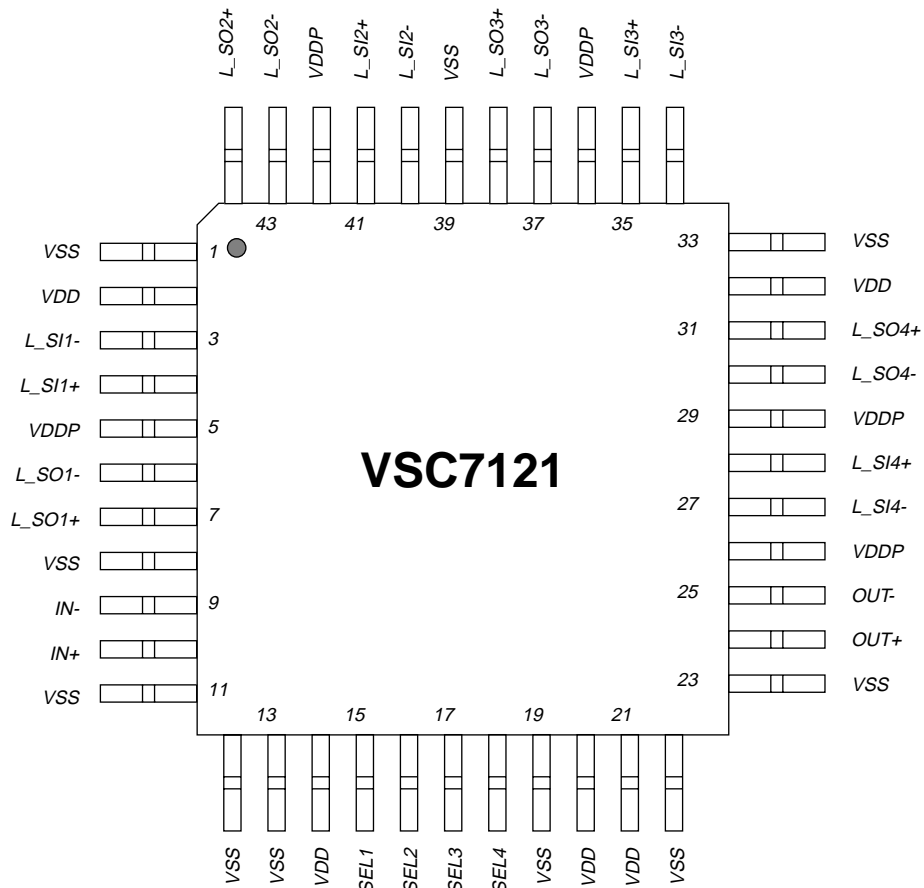 L_SO2+ L_SO2- VDDP L_SI2+ L_SI2- VSS L_SO3+ L_SO3- VDDP L_SI3+ L_SI3-
43 41 39 37 35
VSS 1 33 VSS
VDD VDD
L_SI1- 3 31 L_SO4+
L_SI1+ L_SO4-
VDDP 5 29 VDDP
L_SO1- L_SI4+
VSC7121
L_SO1+ 7 27 L_SI4-
VSS VDDP
IN- 9 25 OUT-
IN+ OUT+
VSS 11 23 VSS
13 15 17 19 21
VSS VSS VDD SEL1 SEL2 SEL3 SEL4 VSS VDD VDD VSS